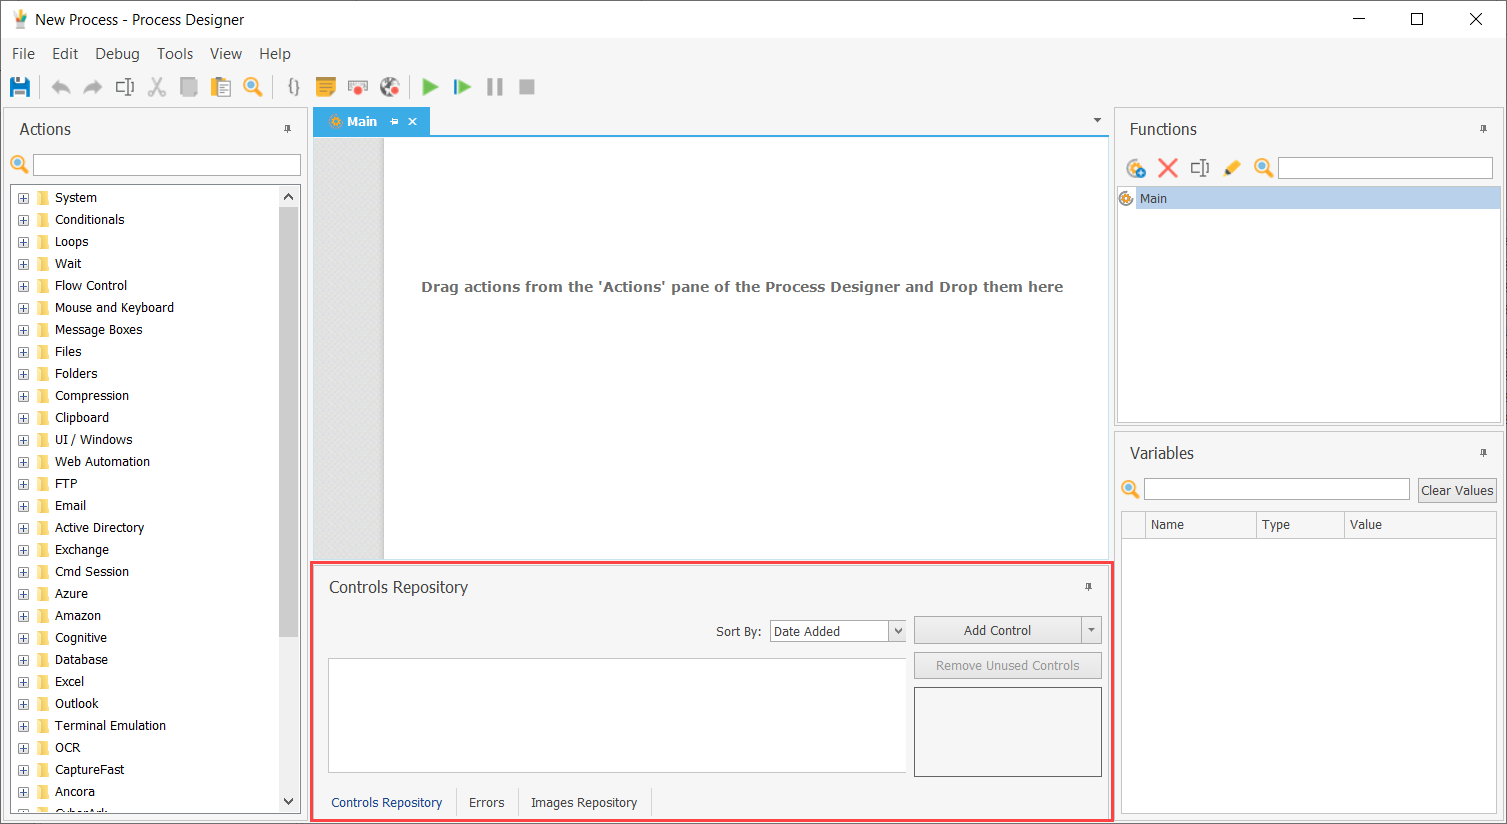 New Process - Process Designer
File Edit Debug Tools View Help
Actions
System
Conditionals
Loops
Wait
Flow Control
Mouse and Keyboard
Message Boxes
Files
Folders
Compression
Clipboard
UI / Windows
Web Automation
FTP
Email
Active Directory
Exchange
Cmd Session
Azure
Amazon
Cognitive
Database
Excel
Outlook
Terminal Emulation
OCR
CaptureFast
Ancora
Main
Drag actions from the 'Actions' pane of the Process Designer and Drop them here
Controls Repository
Sort By: Date Added
Add Control
Remove Unused Controls
Controls Repository Errors Images Repository
Functions
Main
Variables
Clear Values
Name Type Value